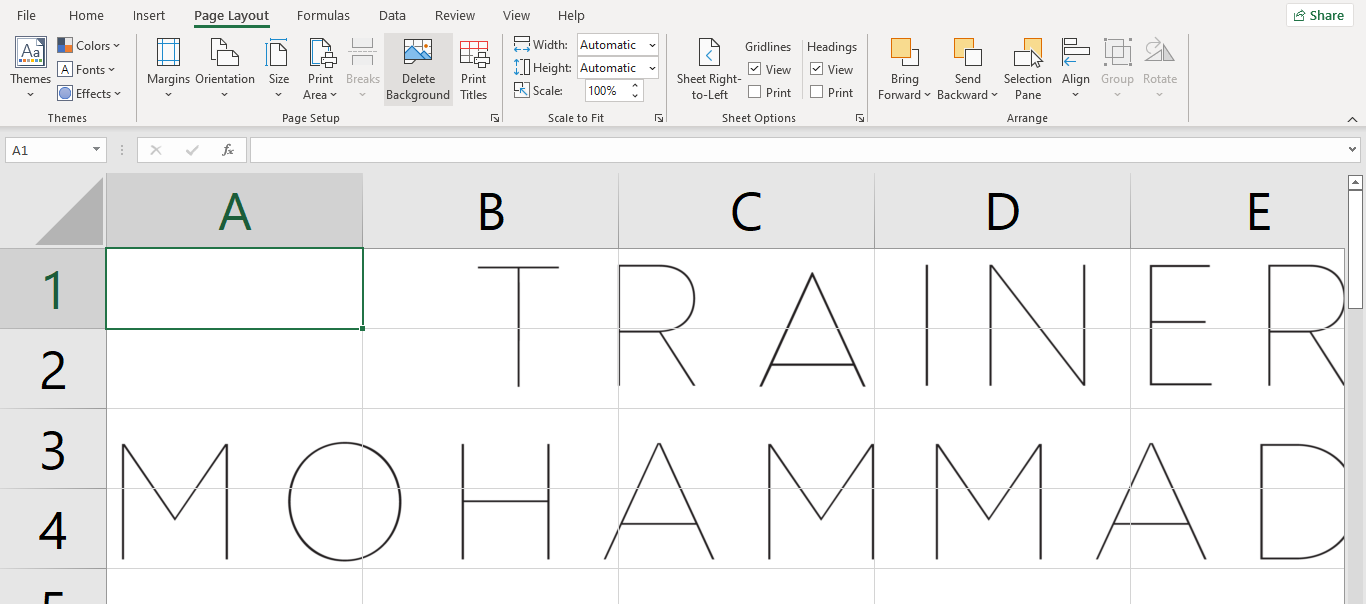 File Home Insert Page Layout Formulas Data Review View Help Share
Themes Colors Fonts Effects
Themes
Margins Orientation Size Print Area Breaks Delete Background Print Titles
Page Setup
Width: Automatic
Height: Automatic
Scale: 100%
Scale to Fit
Sheet Right-to-Left
Gridlines Headings
View View
Print Print
Sheet Options
Bring Forward Send Backward Selection Pane Align Group Rotate
Arrange
A1 fx
A B C D E
1
2
3
4
5
TRAINER
MOHAMMAD